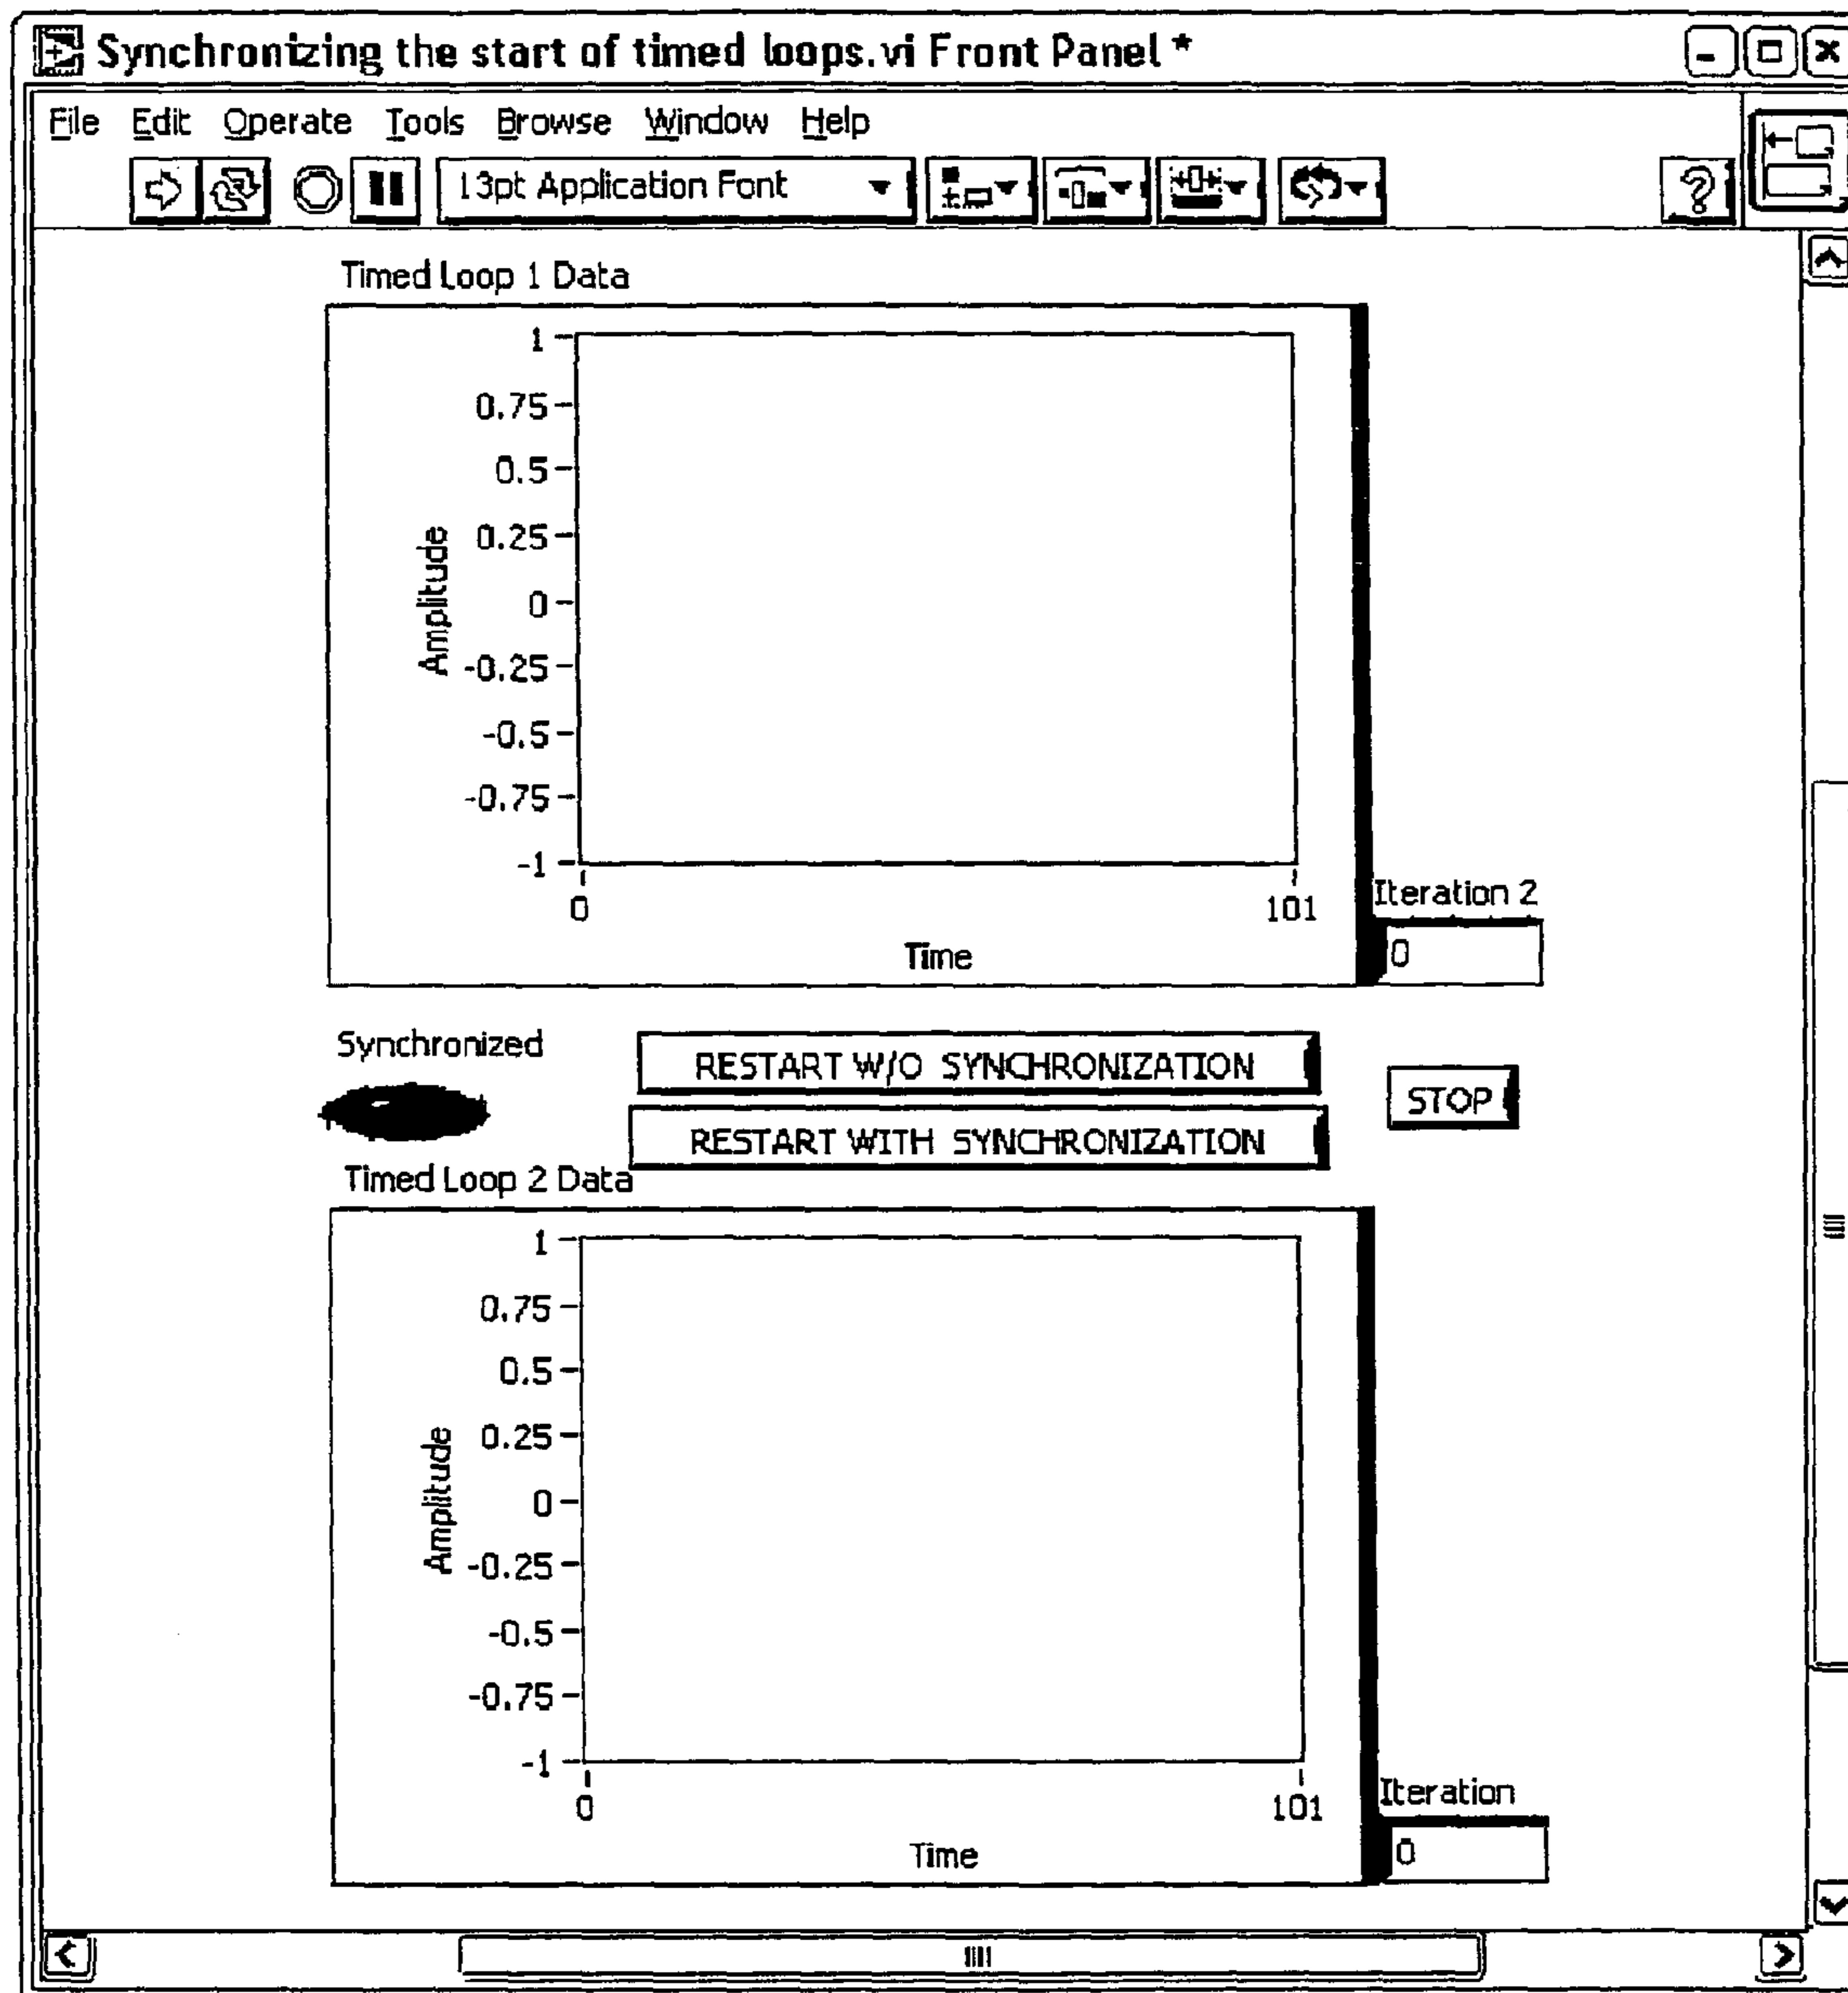 Synchronizing the start of timed loops.vi Front Panel *
File Edit Operate Tools Browse Window Help
13pt Application Font
?
Timed Loop 1 Data
1
0.75
0.5
0.25
0
-0.25
-0.5
-0.75
-1
Amplitude
0 101
Time
Iteration 2
0
Synchronized
RESTART W/O SYNCHRONIZATION
RESTART WITH SYNCHRONIZATION
STOP
Timed Loop 2 Data
1
0.75
0.5
0.25
0
-0.25
-0.5
-0.75
-1
Amplitude
0 101
Time
Iteration
0